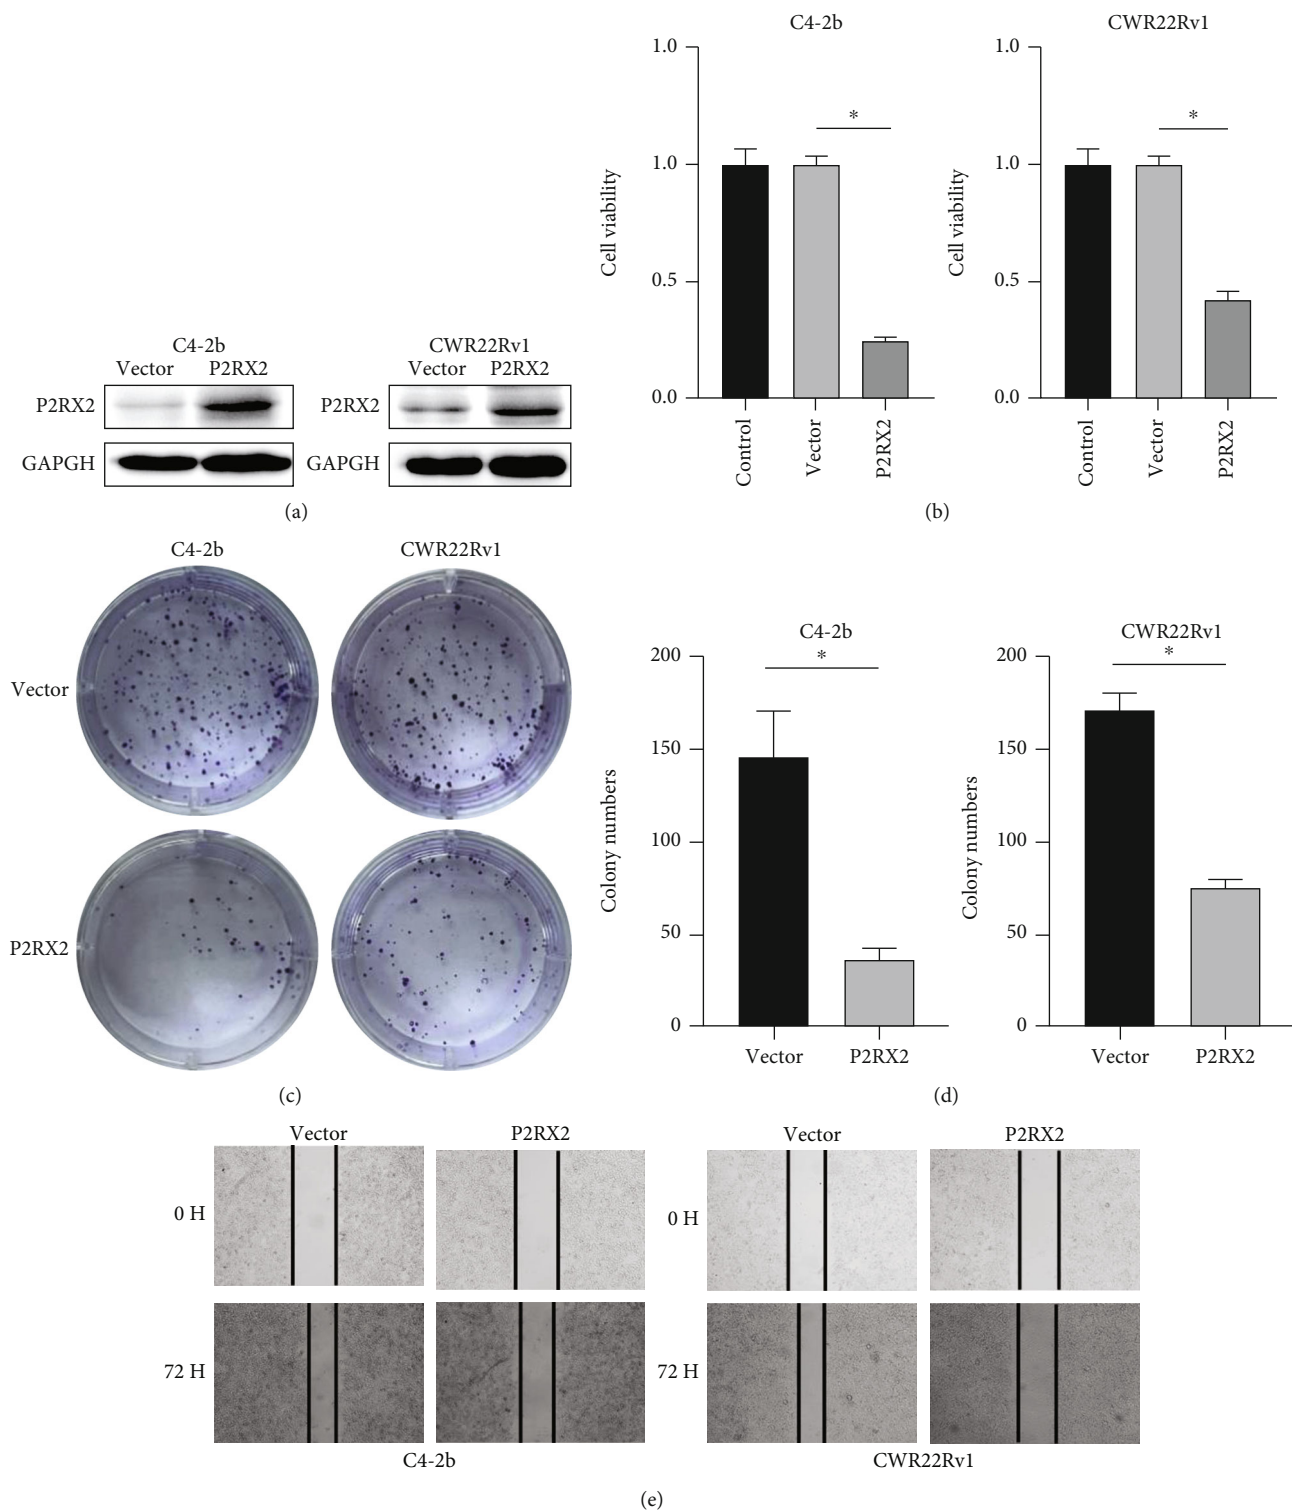 C4-2b
Vector P2RX2
P2RX2
GAPGH
CWR22Rv1
Vector P2RX2
P2RX2
GAPGH
(a)
C4-2b
Cell viability
1.0
1.0
0.5
0.0
*
Control
Vector
P2RX2
CWR22Rv1
Cell viability
1.0
1.0
0.5
0.0
*
Control
Vector
P2RX2
(b)
C4-2b CWR22Rv1
Vector
P2RX2
(c)
C4-2b
Colony numbers
200
150
100
50
0
*
Vector P2RX2
CWR22Rv1
Colony numbers
200
150
100
50
0
*
Vector P2RX2
(d)
Vector P2RX2
0 H
72 H
C4-2b
Vector P2RX2
0 H
72 H
CWR22Rv1
(e)